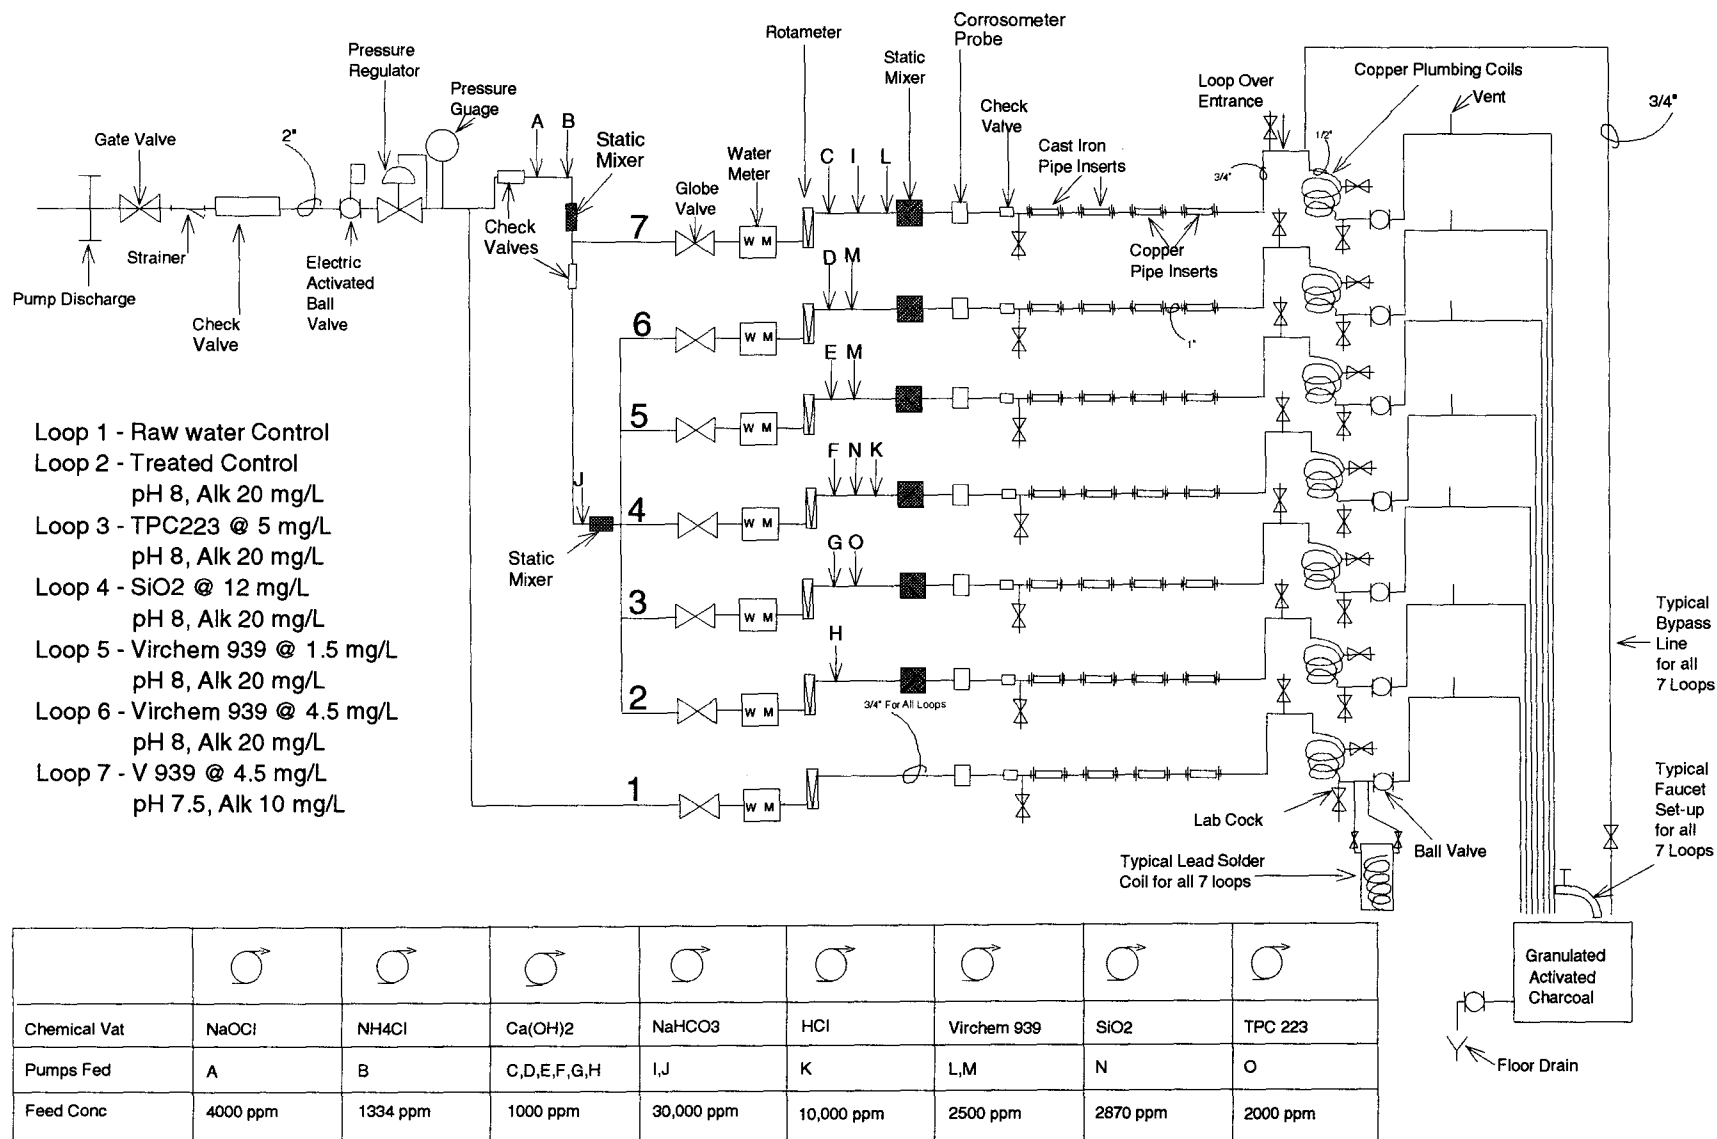 Rotameter
Corrosometer
Probe
Pressure
Regulator
Static
Mixer
Loop Over
Entrance
Copper Plumbing Coils
Pressure
Guage
Check
Valve
Vent
3/4"
Gate Valve
2"
A
B
Static
Mixer
Water
Meter
C
I
L
Cast Iron
Pipe Inserts
1/2"
3/4"
Globe
Valve
Check
Valves
7
W M
Strainer
Electric
Activated
Ball
Valve
Copper
Pipe Inserts
D
M
Pump Discharge
Check
Valve
6
W M
1"
E
M
5
W M
Loop 1 - Raw water Control
Loop 2 - Treated Control
pH 8, Alk 20 mg/L
Loop 3 - TPC223 @ 5 mg/L
pH 8, Alk 20 mg/L
Loop 4 - SiO2 @ 12 mg/L
pH 8, Alk 20 mg/L
Loop 5 - Virchem 939 @ 1.5 mg/L
pH 8, Alk 20 mg/L
Loop 6 - Virchem 939 @ 4.5 mg/L
pH 8, Alk 20 mg/L
Loop 7 - V 939 @ 4.5 mg/L
pH 7.5, Alk 10 mg/L
J
F
N
K
4
W M
Static
Mixer
G
O
3
W M
H
2
W M
3/4" For All Loops
1
W M
Typical
Bypass
Line
for all
7 Loops
Typical
Faucet
Set-up
for all
7 Loops
Lab Cock
Ball Valve
Typical Lead Solder
Coil for all 7 loops
Granulated
Activated
Charcoal
Floor Drain
Chemical Vat NaOCl NH4Cl Ca(OH)2 NaHCO3 HCl Virchem 939 SiO2 TPC 223
Pumps Fed A B C,D,E,F,G,H I,J K L,M N O
Feed Conc 4000 ppm 1334 ppm 1000 ppm 30,000 ppm 10,000 ppm 2500 ppm 2870 ppm 2000 ppm